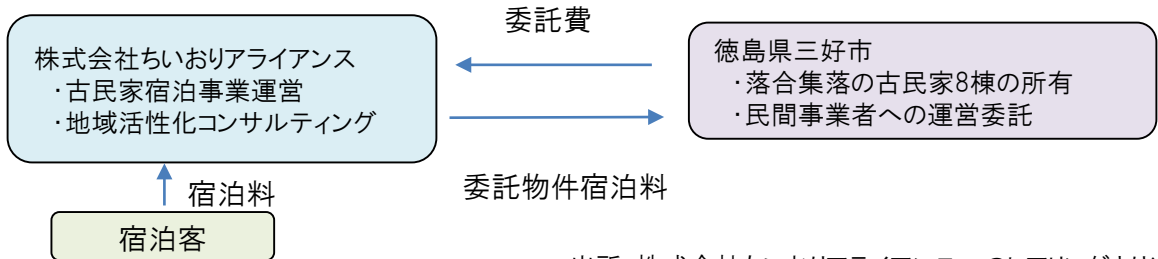 委託費
株式会社ちいおりアライアンス
・古民家宿泊事業運営
・地域活性化コンサルティング
徳島県三好市
・落合集落の古民家8棟の所有
・民間事業者への運営委託
宿泊料
委託物件宿泊料
宿泊客